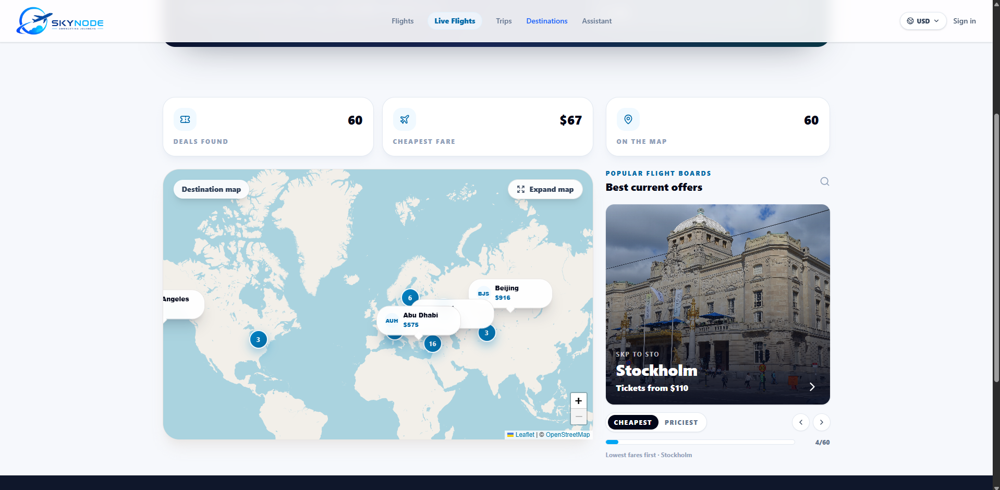 SKYNODE
CONNECTING JOURNEYS
Flights
Live Flights
Trips
Destinations
Assistant
USD
Sign in
60
DEALS FOUND
$67
CHEAPEST FARE
60
ON THE MAP
Destination map
Expand map
Angeles
3
6
BJS
Beijing
$916
AUH
Abu Dhabi
$575
16
3
+
−
Leaflet | © OpenStreetMap
POPULAR FLIGHT BOARDS
Best current offers
SKP TO STO
Stockholm
Tickets from $110
CHEAPEST
PRICIEST
4/60
Lowest fares first · Stockholm